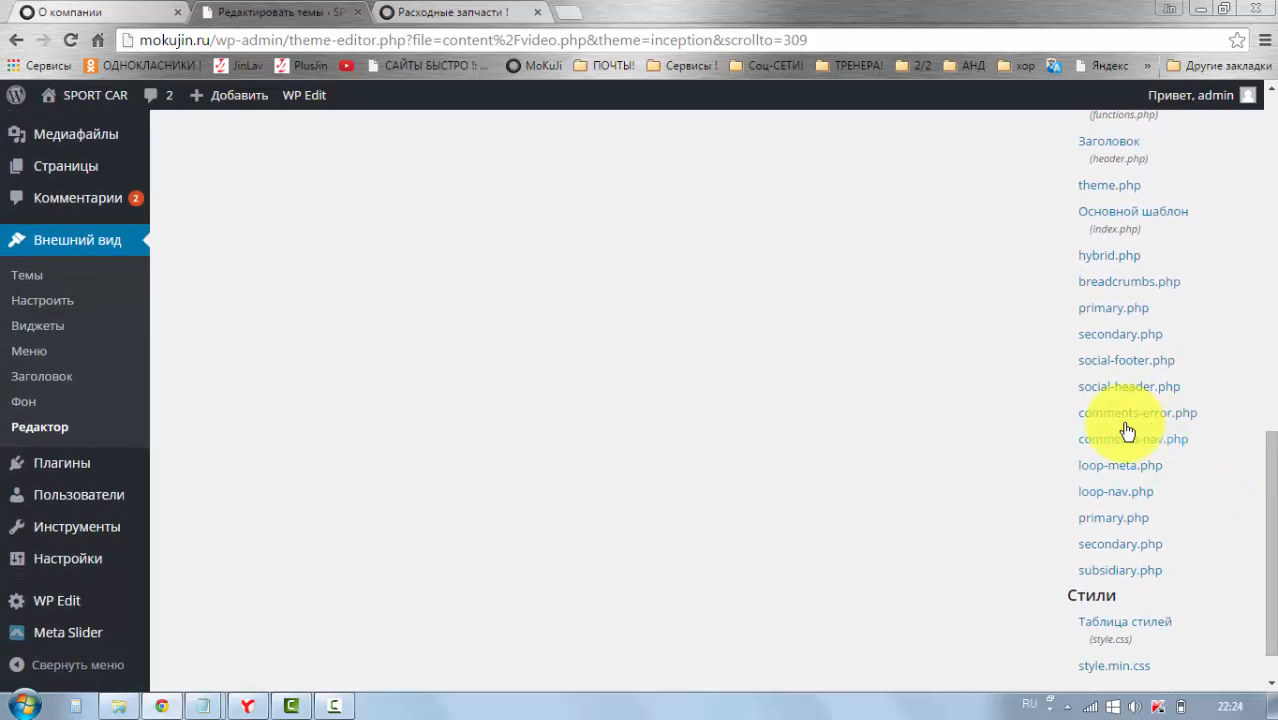 О компании
Редактировать темы ‹ SP
Расходные запчасти !
mokujin.ru/wp-admin/theme-editor.php?file=content%2Fvideo.php&theme=inception&scrollto=309
Сервисы
ОДНОКЛАСНИКИ
JinLav
PlusJin
САЙТЫ БЫСТРО !: ...
MoKuJi
ПОЧТЫ!
Сервисы !
Соц-СЕТИ!
ТРЕНЕРА!
2/2
АНД
хор
Яндекс
»
Другие закладки
SPORT CAR
2
Добавить
WP Edit
Привет, admin
Медиафайлы
Страницы
Комментарии 2
Внешний вид
Темы
Настроить
Виджеты
Меню
Заголовок
Фон
Редактор
Плагины
Пользователи
Инструменты
Настройки
WP Edit
Meta Slider
Свернуть меню
(functions.php)
Заголовок
(header.php)
theme.php
Основной шаблон
(index.php)
hybrid.php
breadcrumbs.php
primary.php
secondary.php
social-footer.php
social-header.php
comments-error.php
comments-nav.php
loop-meta.php
loop-nav.php
primary.php
secondary.php
subsidiary.php
Стили
Таблица стилей
(style.css)
style.min.css
RU
22:24